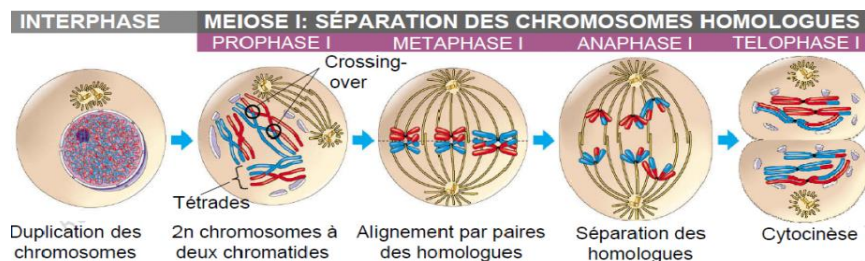 INTERPHASE
MEIOSE I: SÉPARATION DES CHROMOSOMES HOMOLOGUES
PROPHASE I
METAPHASE I
ANAPHASE I
TELOPHASE I
Crossing-
over
Tétrades
Duplication des
chromosomes
2n chromosomes à
deux chromatides
Alignement par paires
des homologues
Séparation des
homologues
Cytocinèse